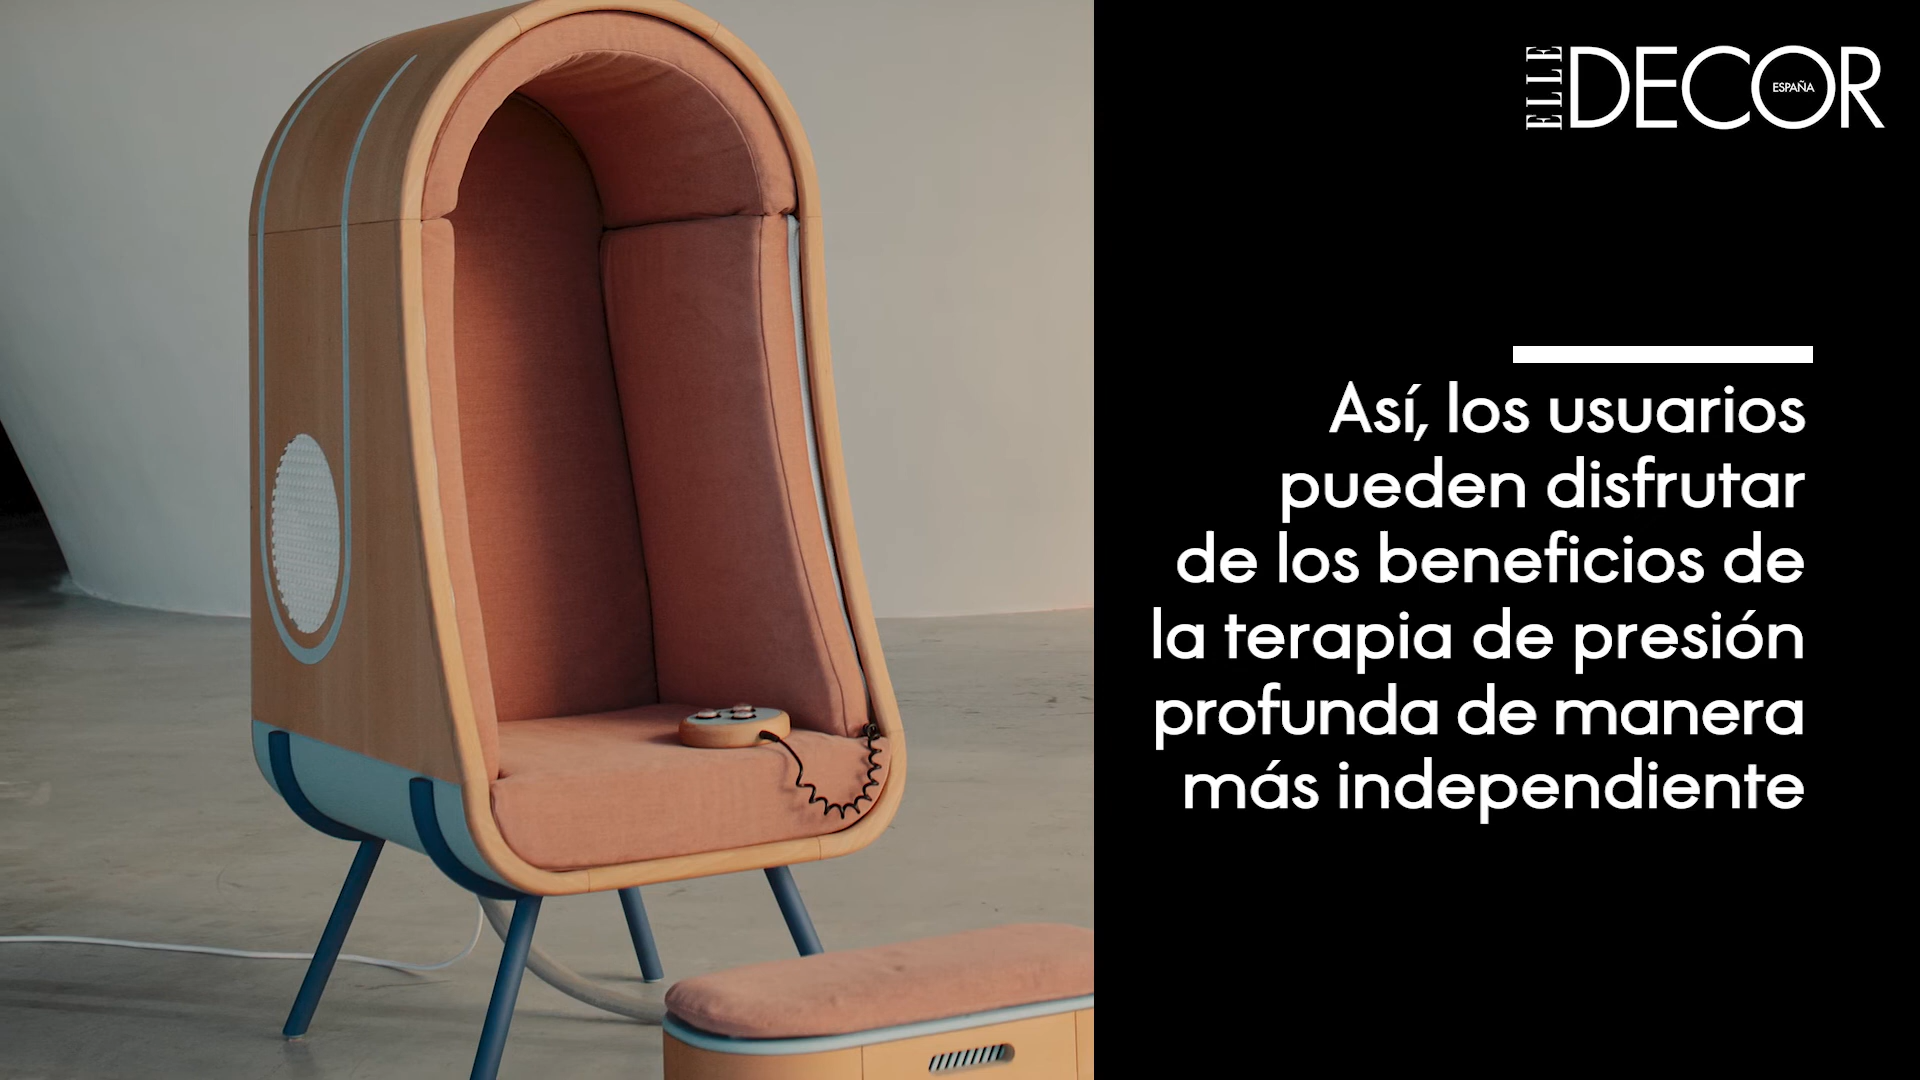 ELLE DECOR
ESPAÑA
Así, los usuarios
pueden disfrutar
de los beneficios de
la terapia de presión
profunda de manera
más independiente